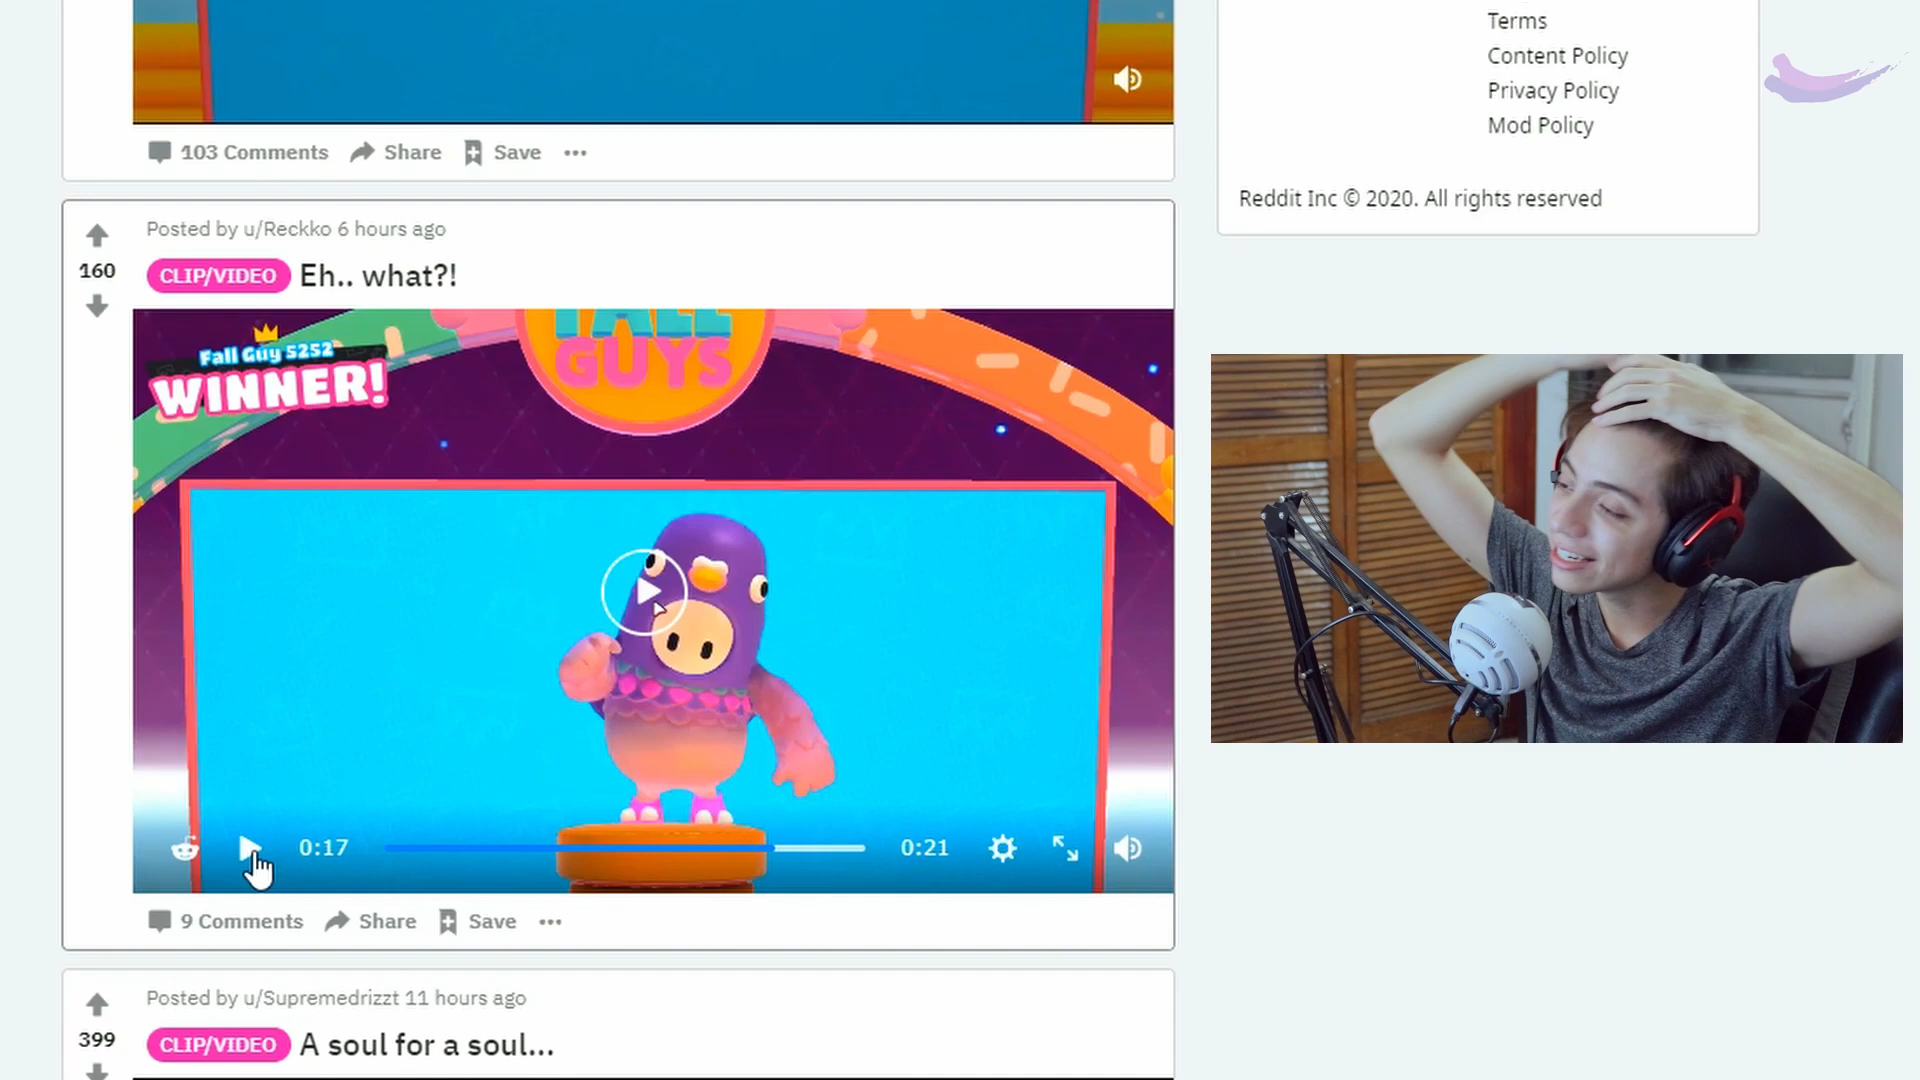 Terms
Content Policy
Privacy Policy
Mod Policy
Reddit Inc © 2020. All rights reserved
103 Comments Share Save
Posted by u/Reckko 6 hours ago
160
CLIP/VIDEO Eh.. what?!
FALL
GUYS
Fall Guy 5252
WINNER!
0:17 0:21
9 Comments Share Save
Posted by u/Supremedrizzt 11 hours ago
399
CLIP/VIDEO A soul for a soul...